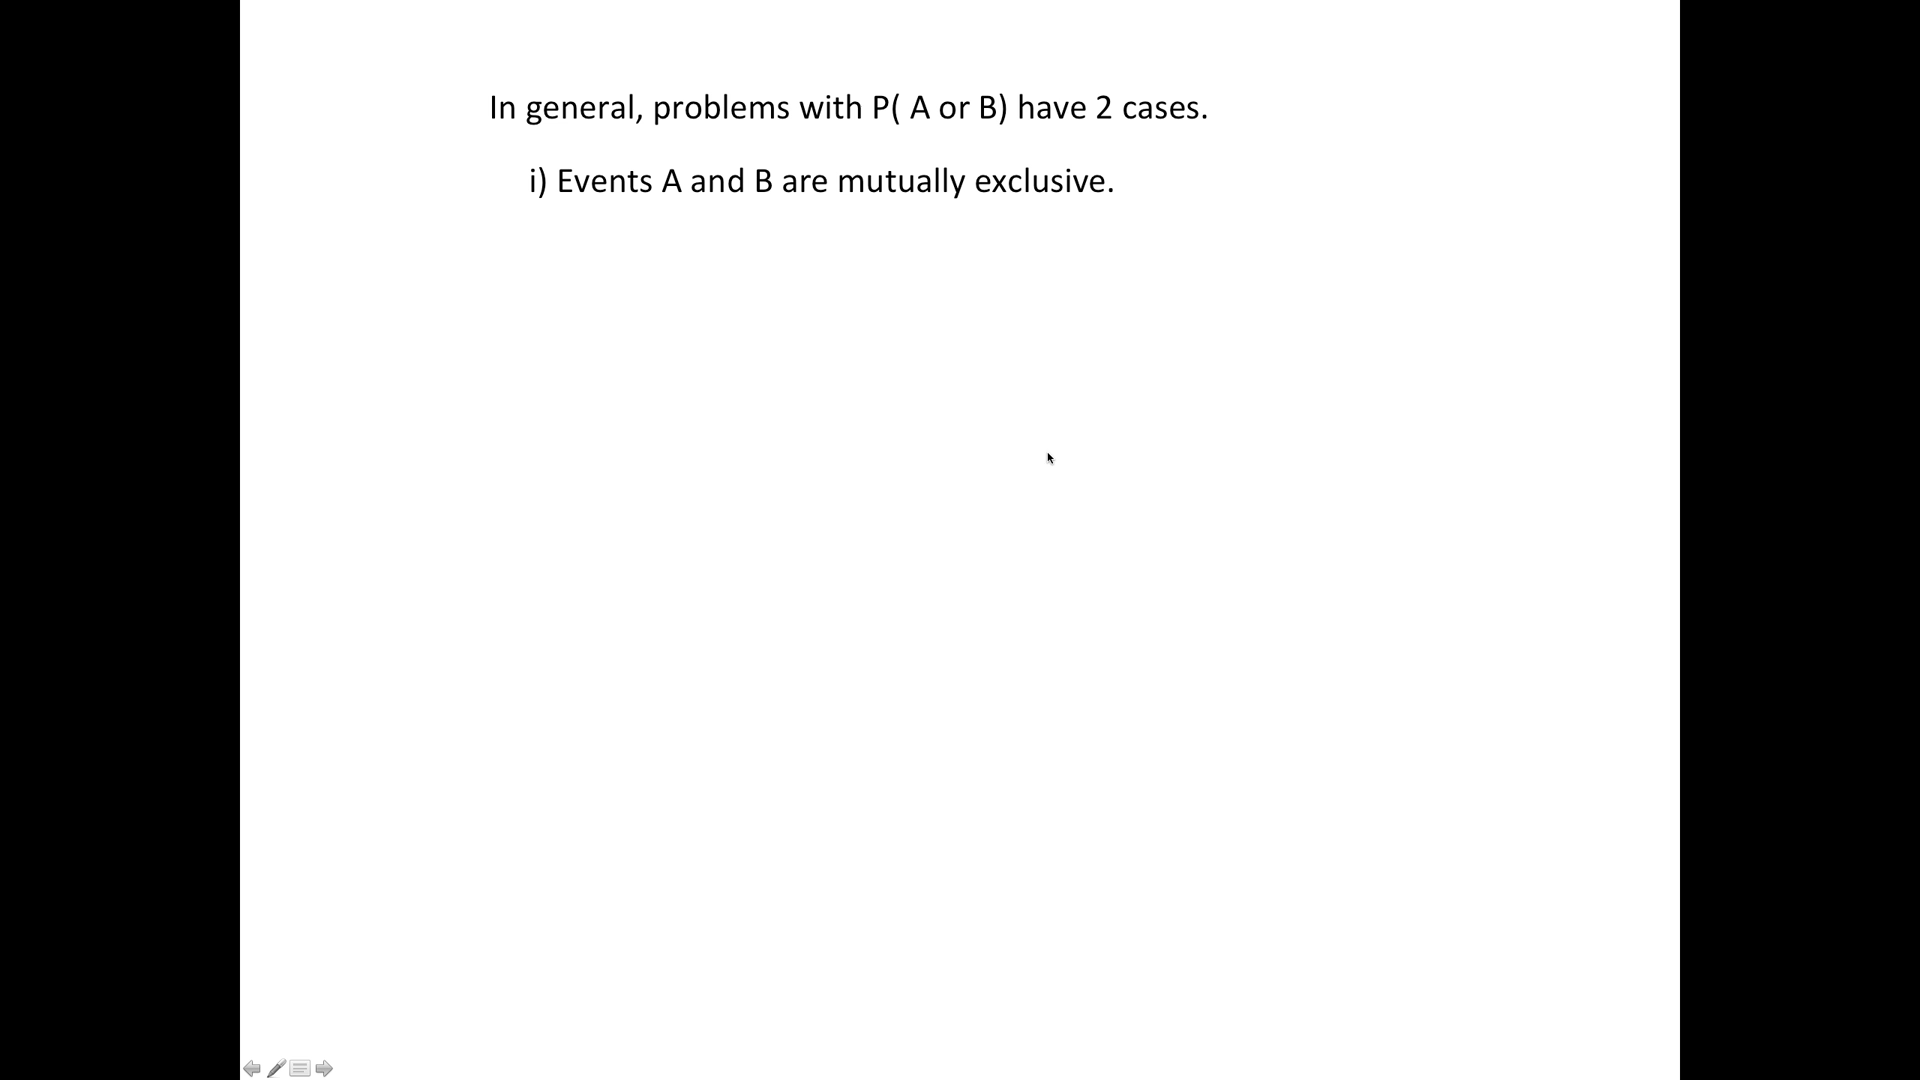 In general, problems with P( A or B) have 2 cases.
i) Events A and B are mutually exclusive.